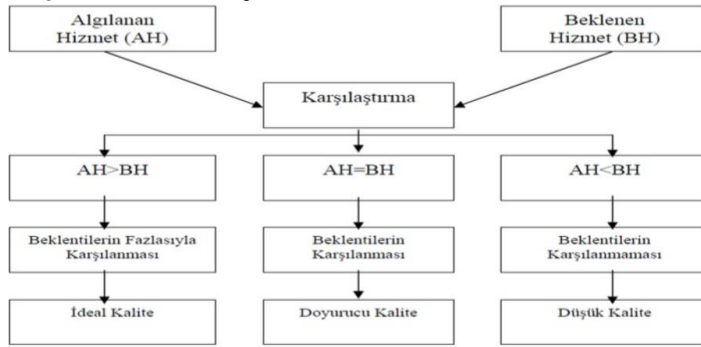 Algılanan
Hizmet (AH)
Beklenen
Hizmet (BH)
Karşılaştırma
AH>BH
AH=BH
AH<BH
Beklentilerin Fazlasıyla
Karşılanması
Beklentilerin
Karşılanması
Beklentilerin
Karşılanmaması
İdeal Kalite
Doyurucu Kalite
Düşük Kalite